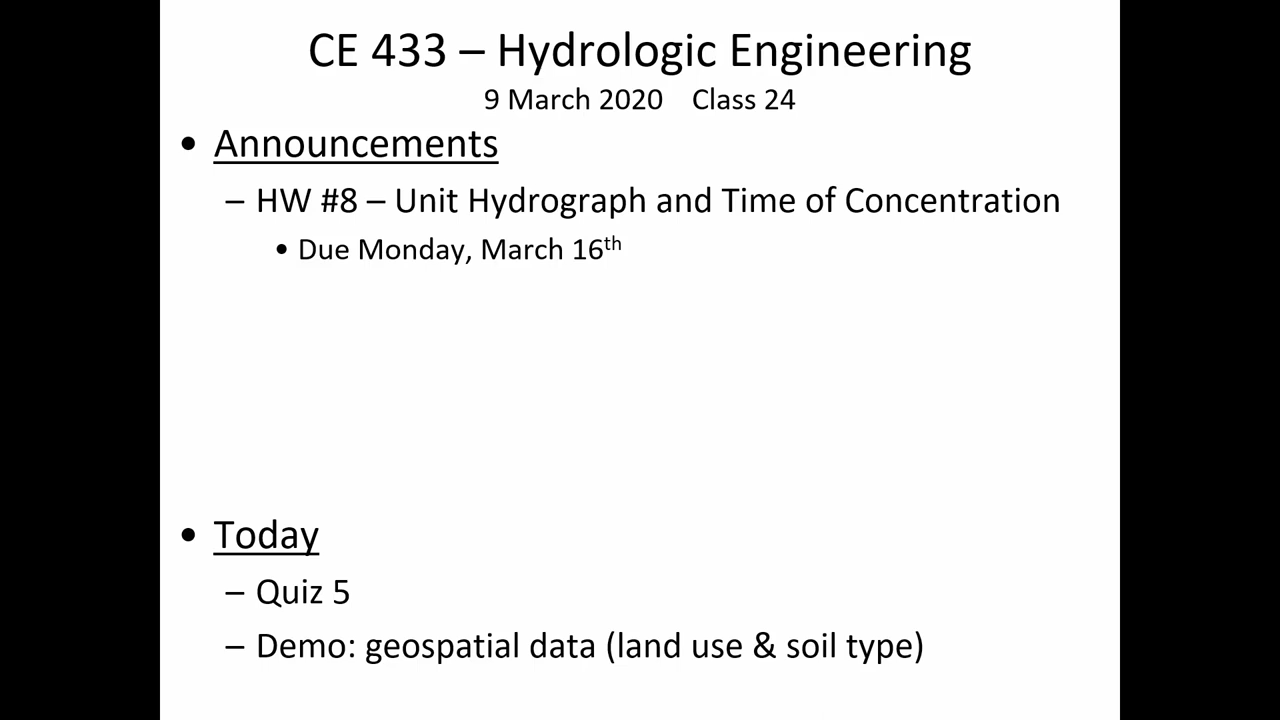 CE 433 – Hydrologic Engineering
9 March 2020 Class 24
• Announcements
– HW #8 – Unit Hydrograph and Time of Concentration
• Due Monday, March 16th
• Today
– Quiz 5
– Demo: geospatial data (land use & soil type)